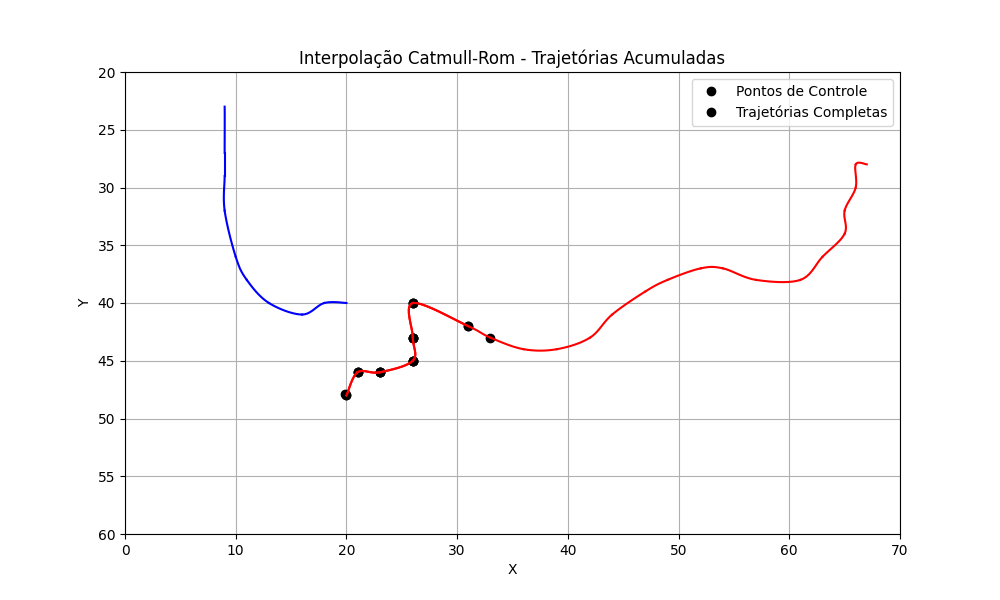 Interpolação Catmull-Rom - Trajetórias Acumuladas
Pontos de Controle
Trajetórias Completas
20
25
30
35
40
45
50
55
60
Y
0 10 20 30 40 50 60 70
X